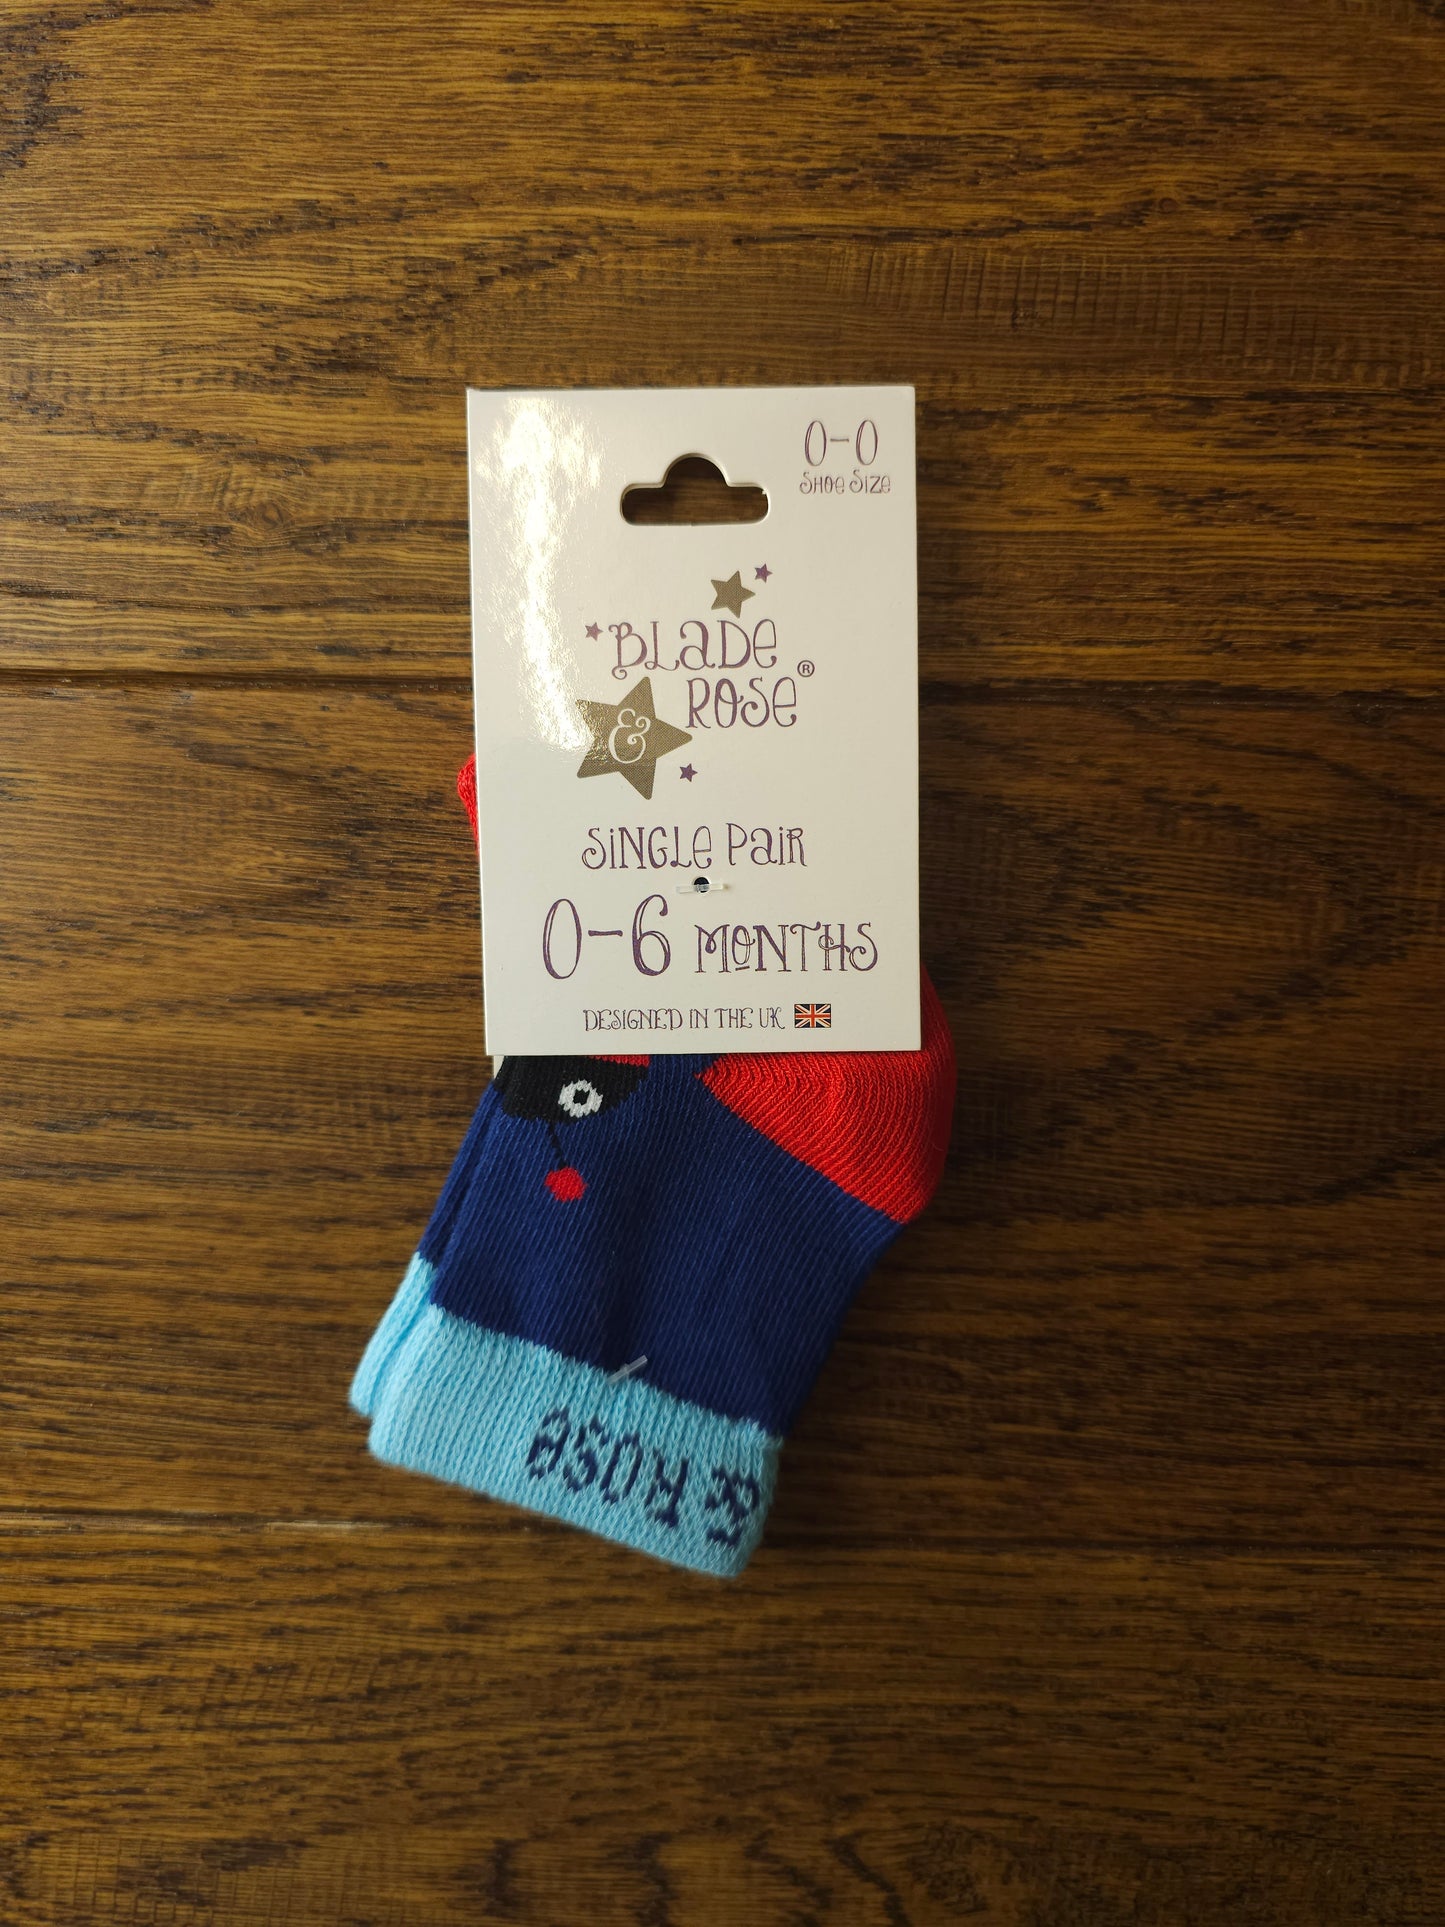 0-0
Shoe Size
Blade
& Rose®
Single Pair
0-6 Months
Designed in the UK
& Rose